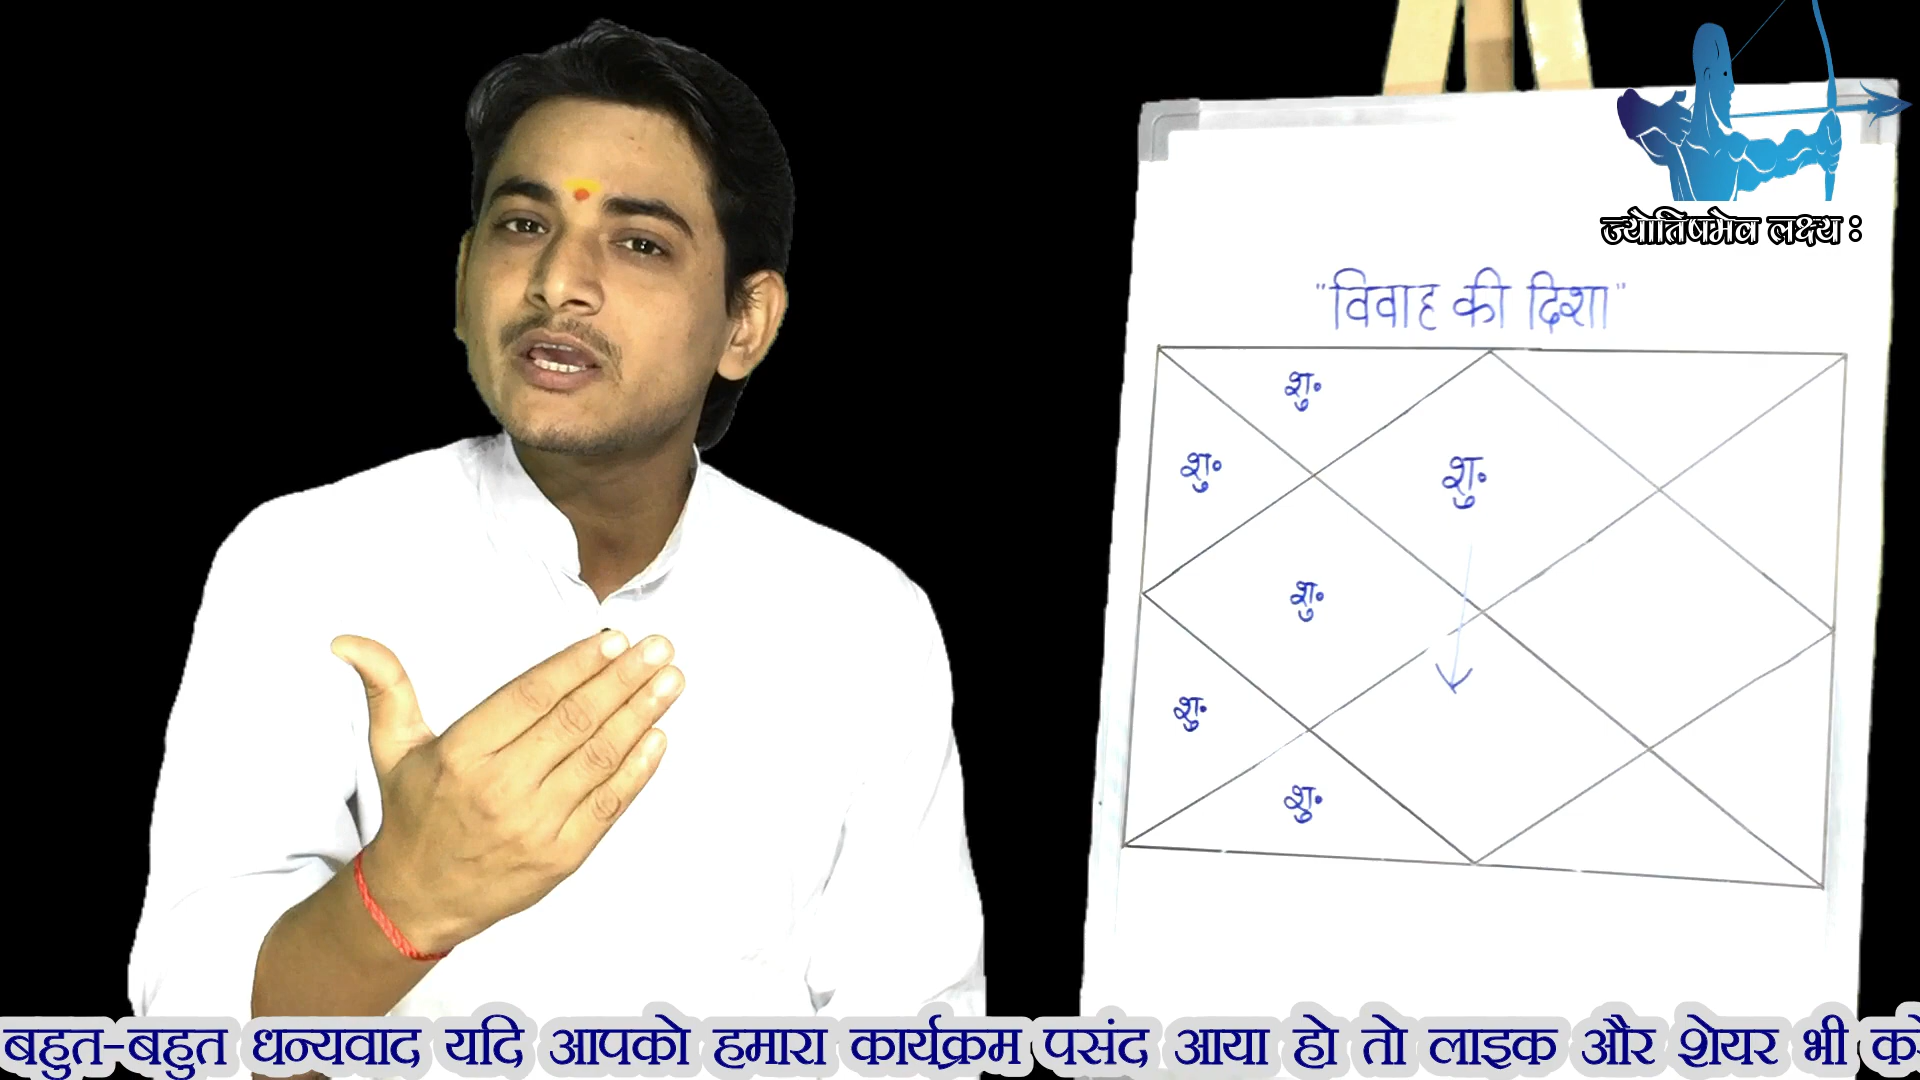 ज्योतिषमेव लक्ष्य :
"विवाह की दिशा"
शु॰
शु॰
शु॰
शु॰
शु॰
शु॰
बहुत-बहुत धन्यवाद यदि आपको हमारा कार्यक्रम पसंद आया हो तो लाइक और शेयर भी